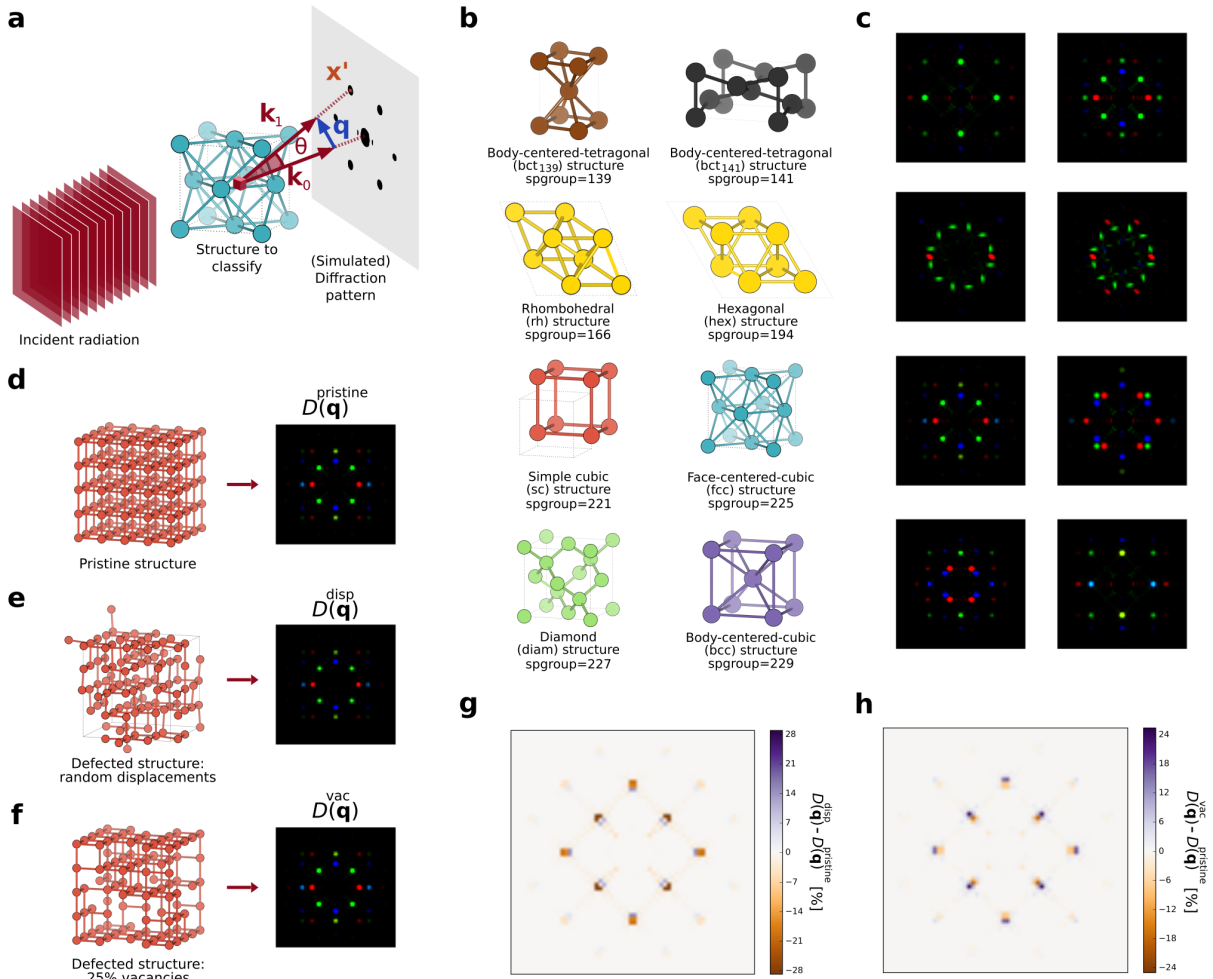 a
x'
k1
q
θ
k0
Structure to
classify
(Simulated)
Diffraction
pattern
Incident radiation
b
Body-centered-tetragonal
(bct139) structure
spgroup=139
Body-centered-tetragonal
(bct141) structure
spgroup=141
Rhombohedral
(rh) structure
spgroup=166
Hexagonal
(hex) structure
spgroup=194
Simple cubic
(sc) structure
spgroup=221
Face-centered-cubic
(fcc) structure
spgroup=225
Diamond
(diam) structure
spgroup=227
Body-centered-cubic
(bcc) structure
spgroup=229
c
d
pristine
D(q)
Pristine structure
e
disp
D(q)
Defected structure:
random displacements
f
vac
D(q)
Defected structure:
25% vacancies
g
28
21
14
7
0
−7
−14
−21
−28
D(q)disp - D(q)pristine [%]
h
24
18
12
6
0
−6
−12
−18
−24
D(q)vac - D(q)pristine [%]